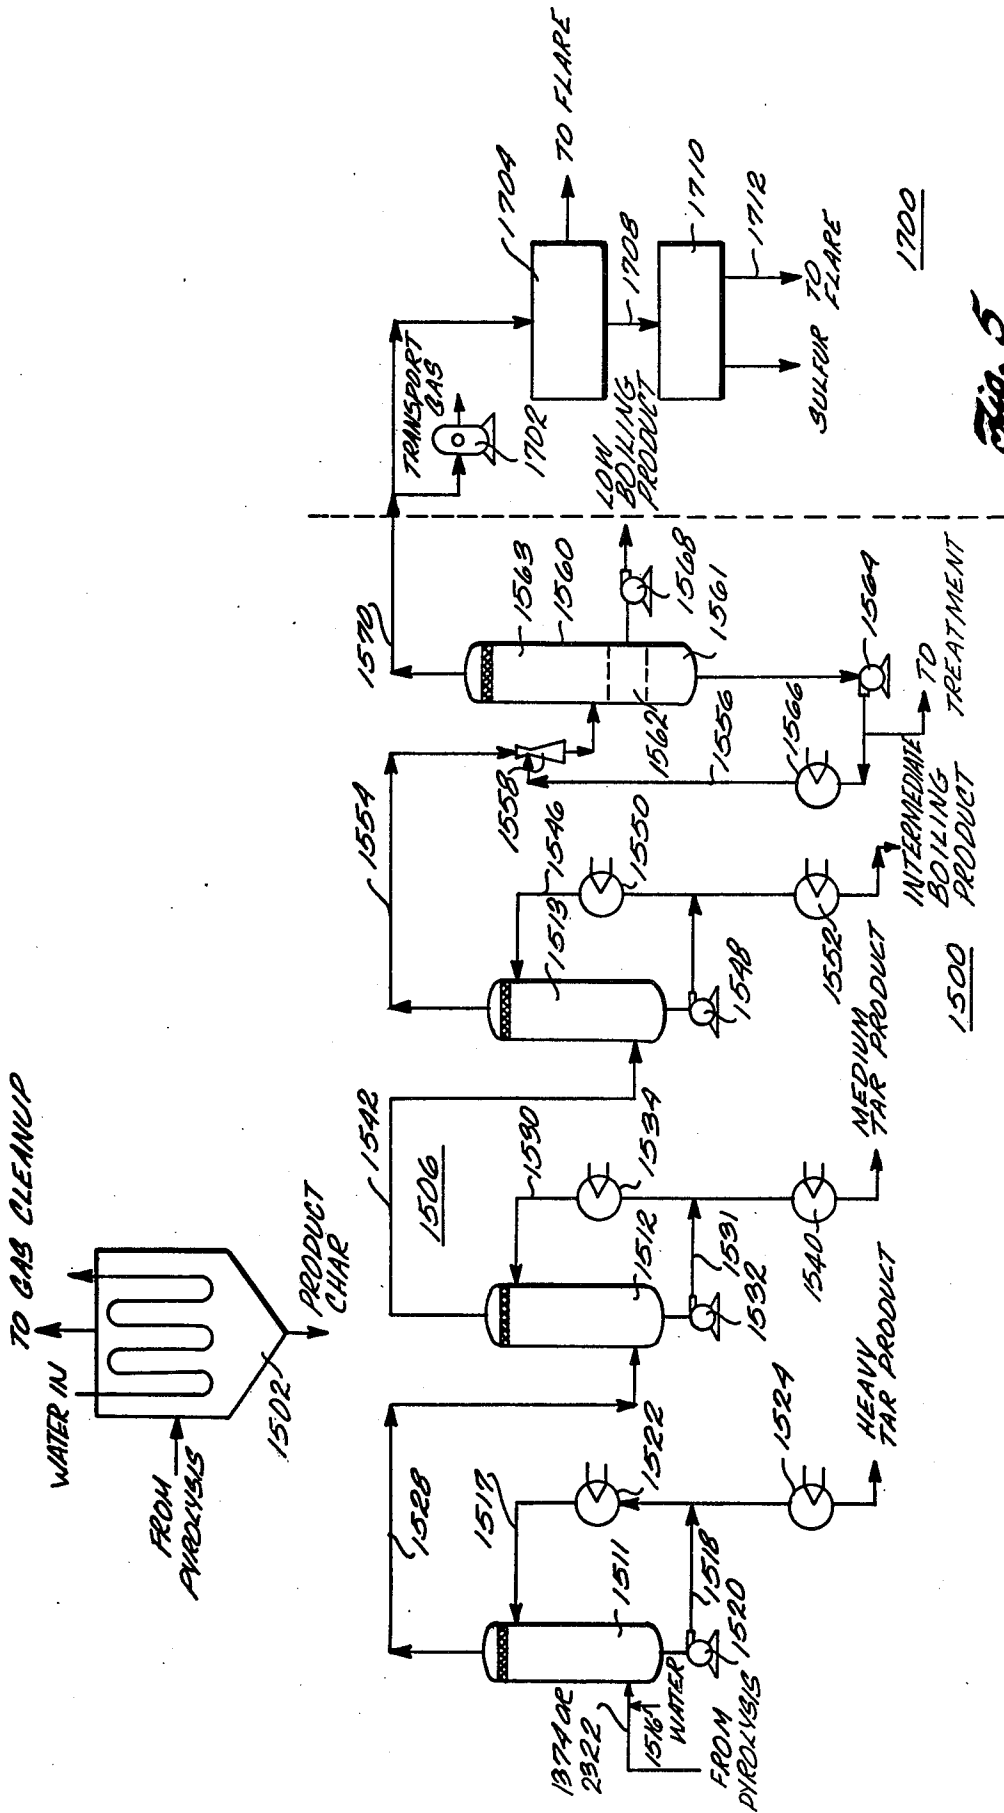 TO GAS CLEANUP
WATER IN
FROM
PYROLYSIS
1502
PRODUCT
CHAR
1528
1517
1522
1511
1518
1520
1524
HEAVY
TAR PRODUCT
1374 OR
2322
1516
WATER
FROM
PYROLYSIS
1542
1506
1530
1534
1512
1531
1532
1540
MEDIUM
TAR PRODUCT
1554
1558
1546
1513
1550
1548
1552
INTERMEDIATE
BOILING
PRODUCT
1500
1570
1563
1560
1568
1561
1562
1556
1566
1564
TO
TREATMENT
LOW
BOILING
PRODUCT
TRANSPORT
GAS
1702
1704
TO FLARE
1708
1710
1712
SULFUR
TO
FLARE
1700
Fig. 5